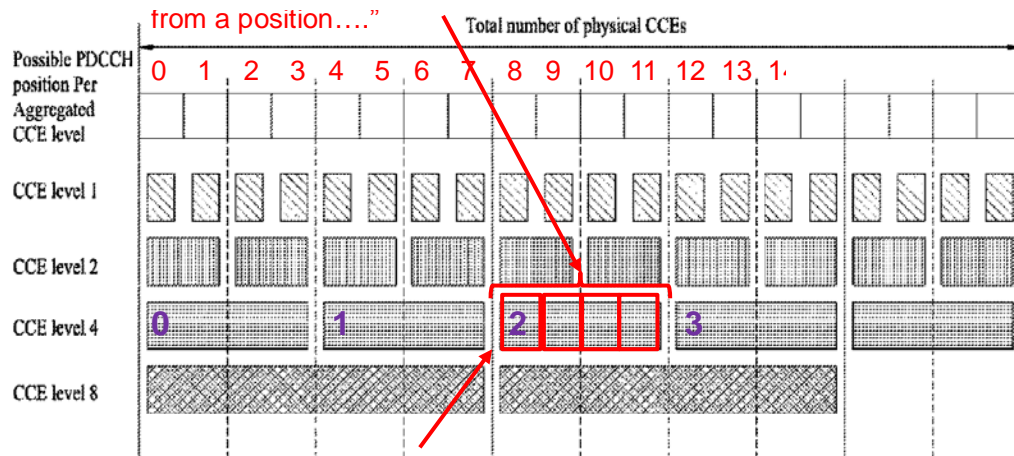 from a position....”
Total number of physical CCEs
Possible PDCCH
position Per
Aggregated
CCE level
0 1 2 3 4 5 6 7 8 9 10 11 12 13 14
CCE level 1
CCE level 2
CCE level 4
0 1 2 3
CCE level 8